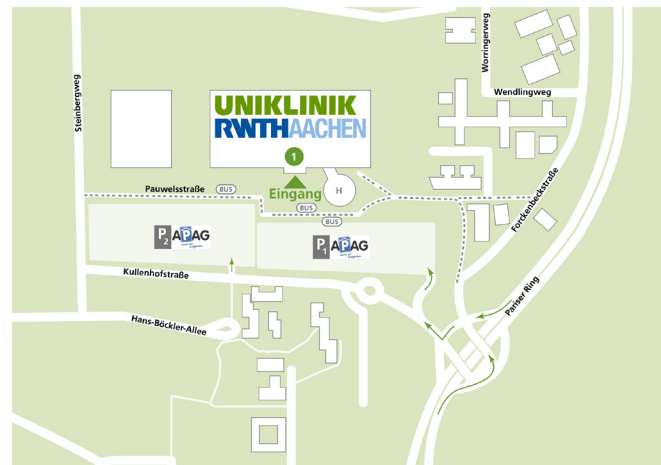 Worringerweg
Wendlingweg
Steinbergweg
UNIKLINIK
RWTHAACHEN
1
Eingang
H
Pauwelsstraße
BUS
BUS
BUS
Forckenbeckstraße
P2
APAG
P1
APAG
Kullenhofstraße
Pariser Ring
Hans-Böckler-Allee